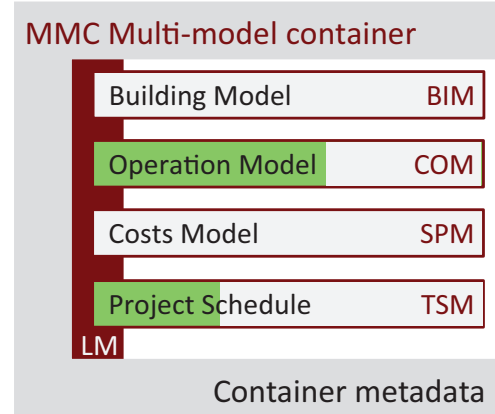 MMC Multi-model container
Building Model BIM
Operation Model COM
Costs Model SPM
Project Schedule TSM
LM
Container metadata